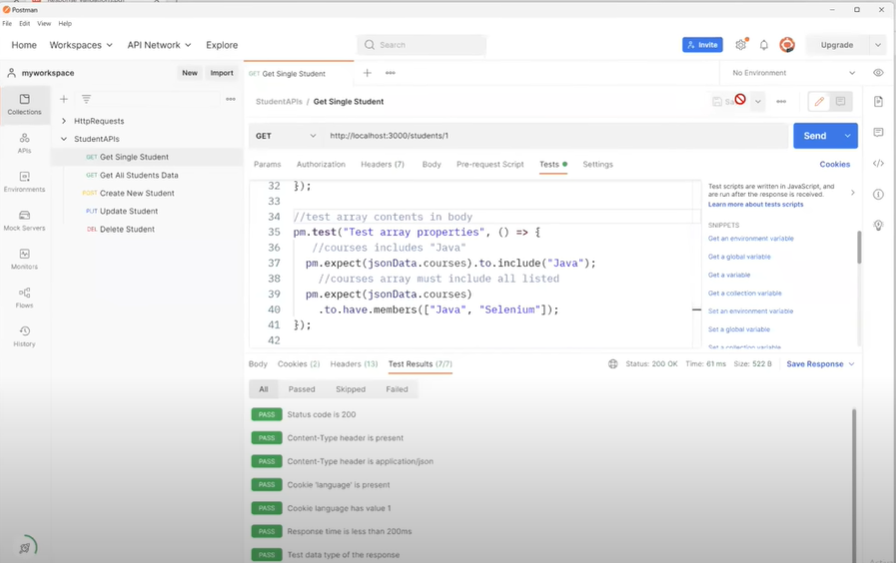 Postman
File Edit View Help
Home Workspaces API Network Explore
Search
Invite
Upgrade
myworkspace
New Import
GET Get Single Student
No Environment
Collections
APIs
Environments
Mock Servers
Monitors
Flows
History
HttpRequests
StudentAPIs
GET Get Single Student
GET Get All Students Data
POST Create New Student
PUT Update Student
DEL Delete Student
StudentAPIs / Get Single Student
GET http://localhost:3000/students/1
Send
Params Authorization Headers (7) Body Pre-request Script Tests Settings
Cookies
32 });
33
34 //test array contents in body
35 pm.test("Test array properties", () => {
36 //courses includes "Java"
37 pm.expect(jsonData.courses).to.include("Java");
38 //courses array must include all listed
39 pm.expect(jsonData.courses)
40 .to.have.members(["Java", "Selenium"]);
41 });
42
Test scripts are written in JavaScript, and
are run after the response is received.
Learn more about tests scripts
SNIPPETS
Get an environment variable
Get a global variable
Get a variable
Get a collection variable
Set an environment variable
Set a global variable
Set a collection variable
Body Cookies (2) Headers (13) Test Results (7/7)
Status: 200 OK Time: 61 ms Size: 522 B Save Response
All Passed Skipped Failed
PASS Status code is 200
PASS Content-Type header is present
PASS Content-Type header is application/json
PASS Cookie 'language' is present
PASS Cookie language has value 1
PASS Response time is less than 200ms
PASS Test data type of the response